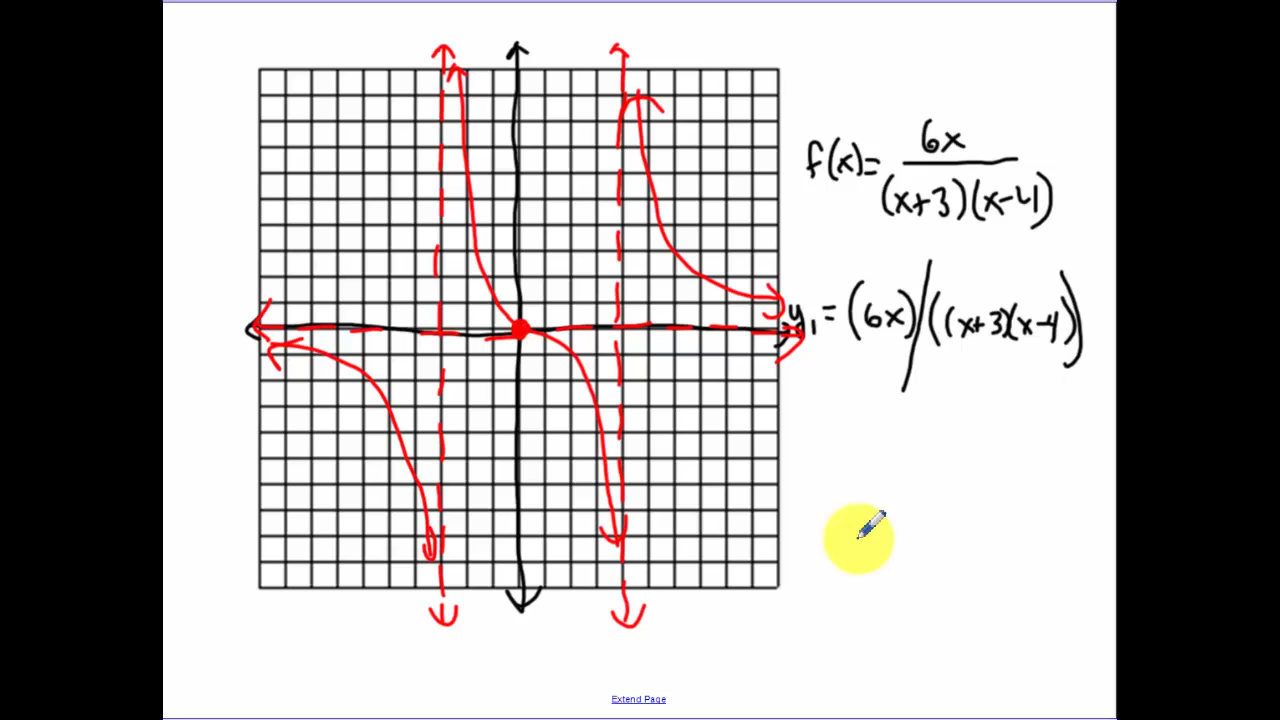 f(x) = 6x
(x+3)(x-4)
y₁ = (6x)/((x+3)(x-4))
Extend Page